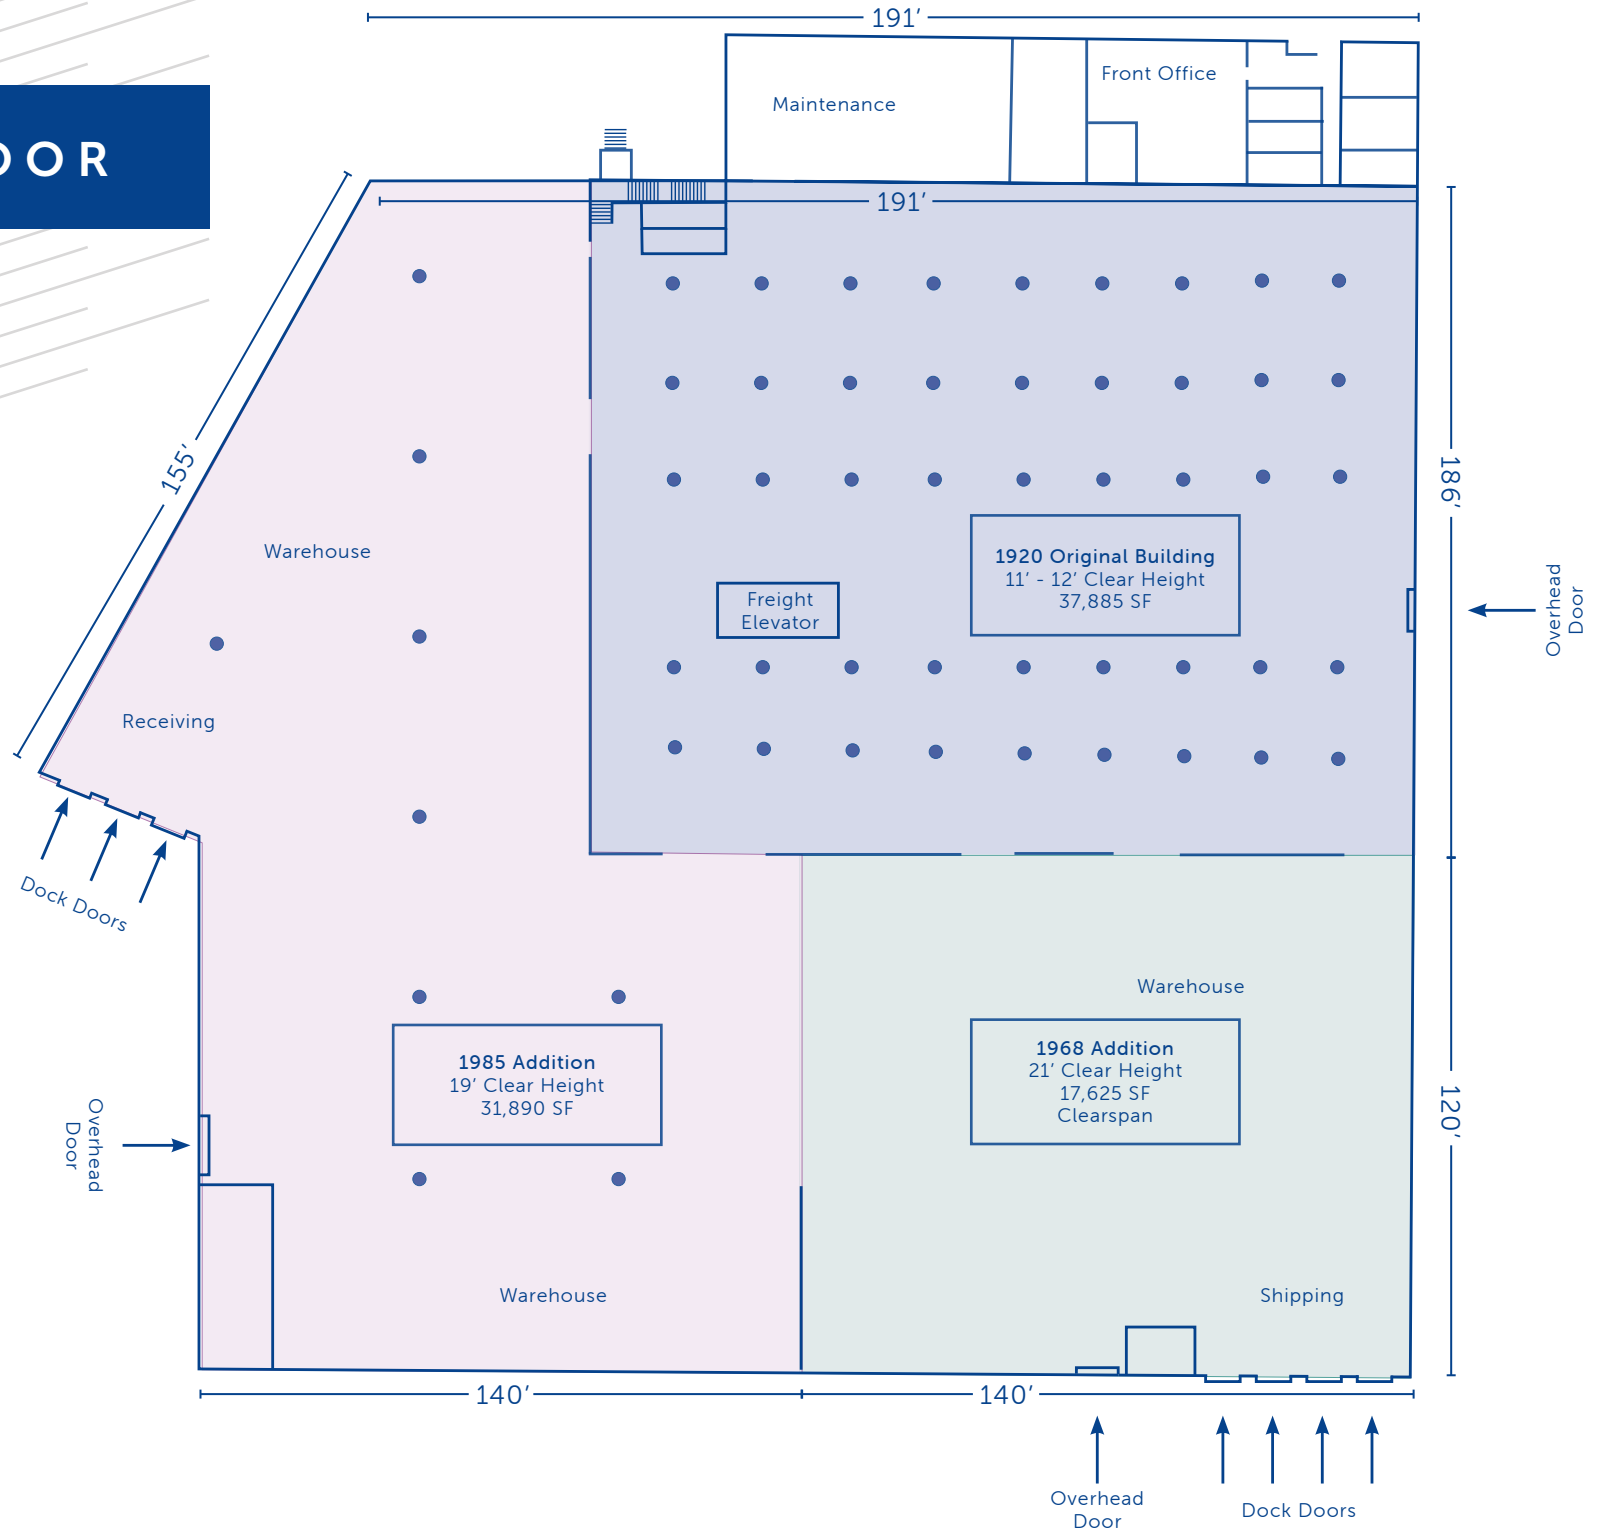 191′
Front Office
Maintenance
OOR
191′
155′
186′
Warehouse
1920 Original Building
11′ - 12′ Clear Height
37,885 SF
Freight
Elevator
Overhead
Door
Receiving
Dock Doors
Warehouse
1985 Addition
19′ Clear Height
31,890 SF
1968 Addition
21′ Clear Height
17,625 SF
Clearspan
120′
Overhead
Door
Warehouse
Shipping
140′
140′
Overhead
Door
Dock Doors